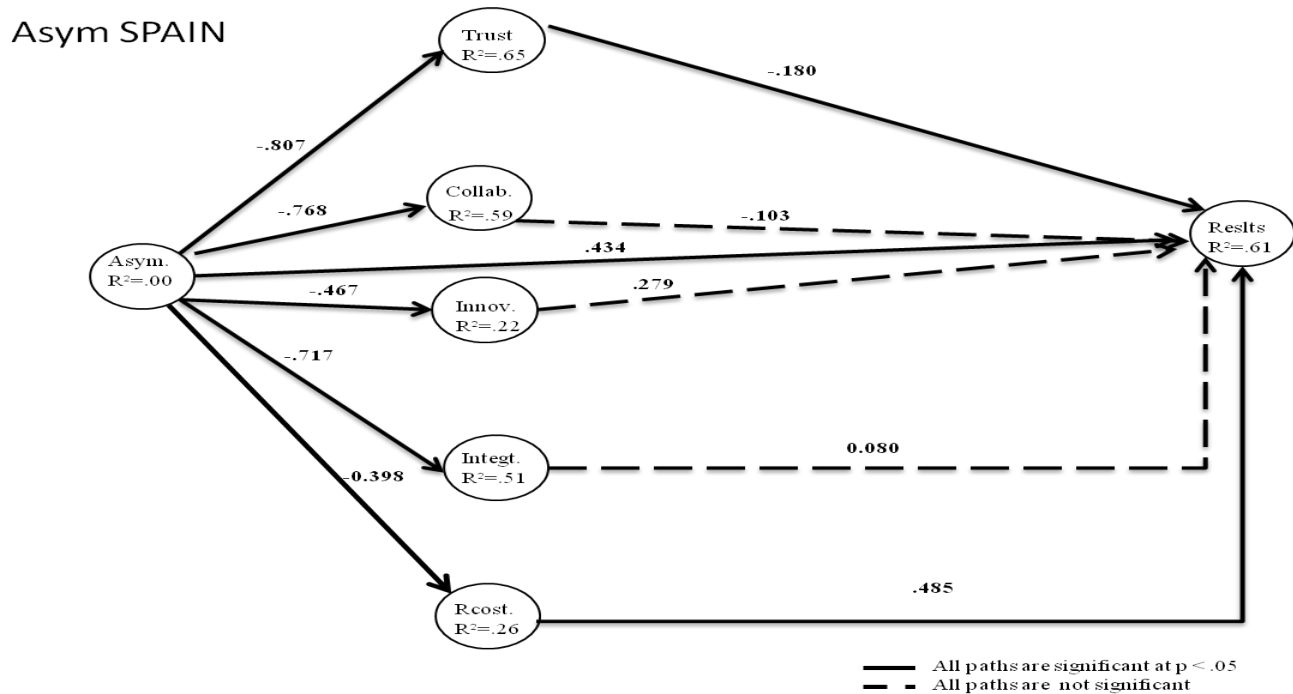 Asym SPAIN
Trust
R²=.65
-.180
-.807
Collab.
R²=.59
-.768
-.103
Reslts
R²=.61
.434
Asym.
R²=.00
-.467
.279
Innov.
R²=.22
-.717
Integt.
R²=.51
0.080
-0.398
Rcost.
R²=.26
.485
All paths are significant at p < .05
All paths are not significant